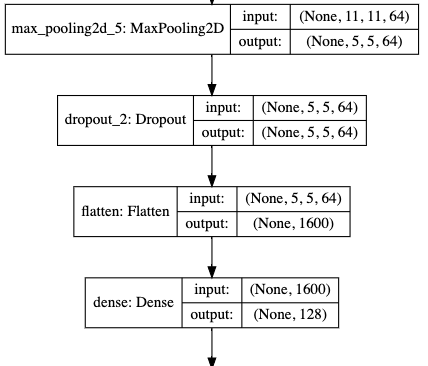 max_pooling2d_5: MaxPooling2D input: (None, 11, 11, 64)
output: (None, 5, 5, 64)
dropout_2: Dropout input: (None, 5, 5, 64)
output: (None, 5, 5, 64)
flatten: Flatten input: (None, 5, 5, 64)
output: (None, 1600)
dense: Dense input: (None, 1600)
output: (None, 128)